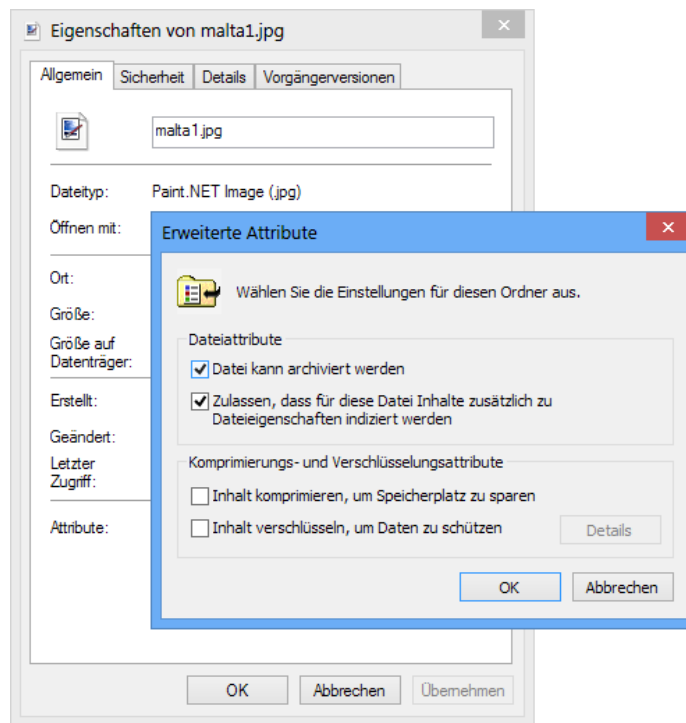 Eigenschaften von malta1.jpg
Allgemein Sicherheit Details Vorgängerversionen
malta1.jpg
Dateityp: Paint.NET Image (.jpg)
Öffnen mit:
Ort:
Größe:
Größe auf
Datenträger:
Erstellt:
Geändert:
Letzter
Zugriff:
Attribute:
Erweiterte Attribute
Wählen Sie die Einstellungen für diesen Ordner aus.
Dateiattribute
Datei kann archiviert werden
Zulassen, dass für diese Datei Inhalte zusätzlich zu
Dateieigenschaften indiziert werden
Komprimierungs- und Verschlüsselungsattribute
Inhalt komprimieren, um Speicherplatz zu sparen
Inhalt verschlüsseln, um Daten zu schützen Details
OK Abbrechen
OK Abbrechen Übernehmen